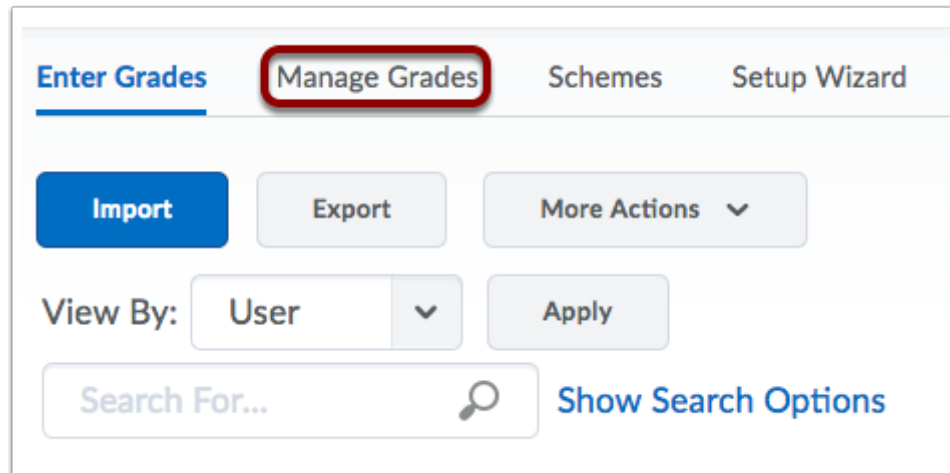 Enter Grades Manage Grades Schemes Setup Wizard
Import Export More Actions
View By: User Apply
Search For... Show Search Options